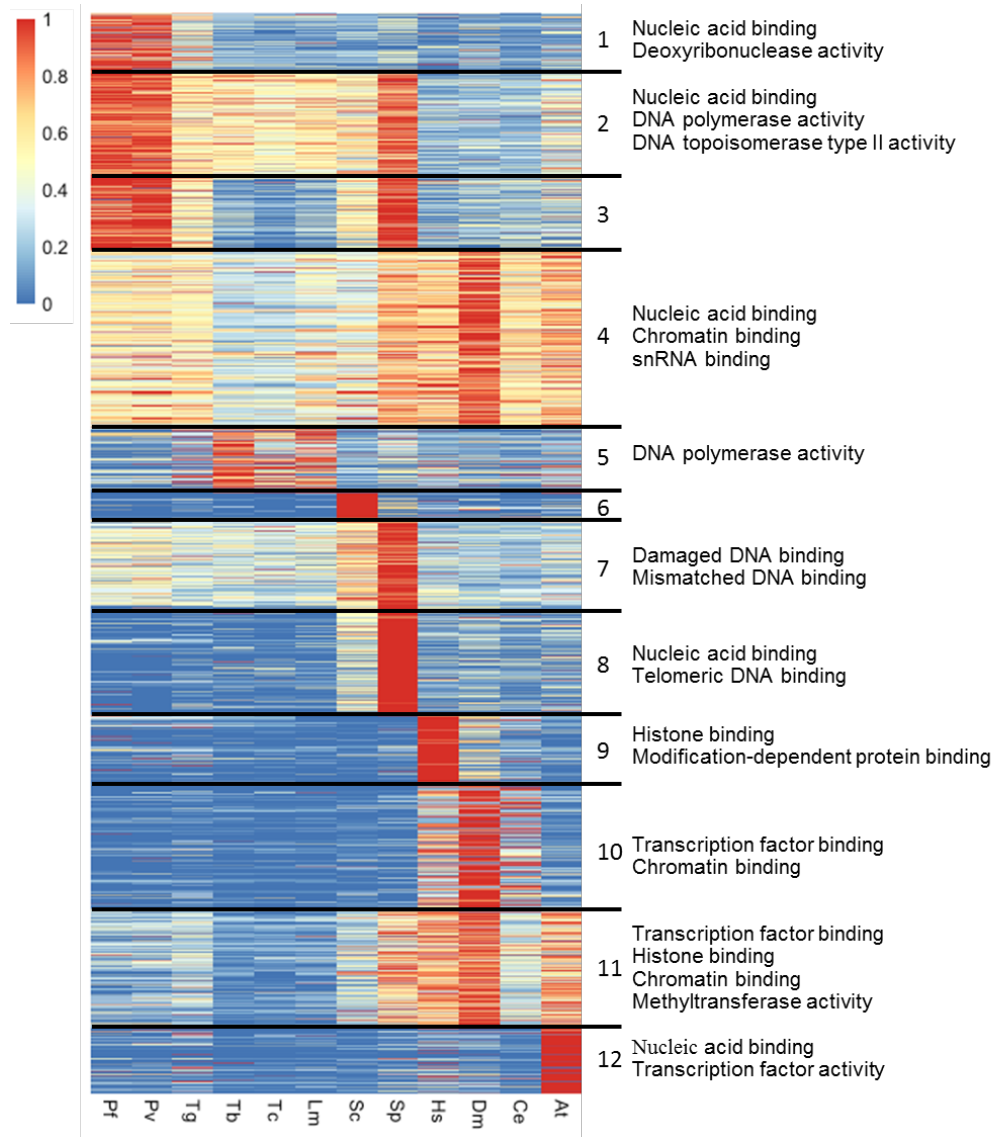 1
0.8
0.6
0.4
0.2
0
1
Nucleic acid binding
Deoxyribonuclease activity
2
Nucleic acid binding
DNA polymerase activity
DNA topoisomerase type II activity
3
4
Nucleic acid binding
Chromatin binding
snRNA binding
5
DNA polymerase activity
6
7
Damaged DNA binding
Mismatched DNA binding
8
Nucleic acid binding
Telomeric DNA binding
9
Histone binding
Modification-dependent protein binding
10
Transcription factor binding
Chromatin binding
11
Transcription factor binding
Histone binding
Chromatin binding
Methyltransferase activity
12
Nucleic acid binding
Transcription factor activity
Pf Pv Tg Tb Tc Lm Sc Sp Hs Dm Ce At